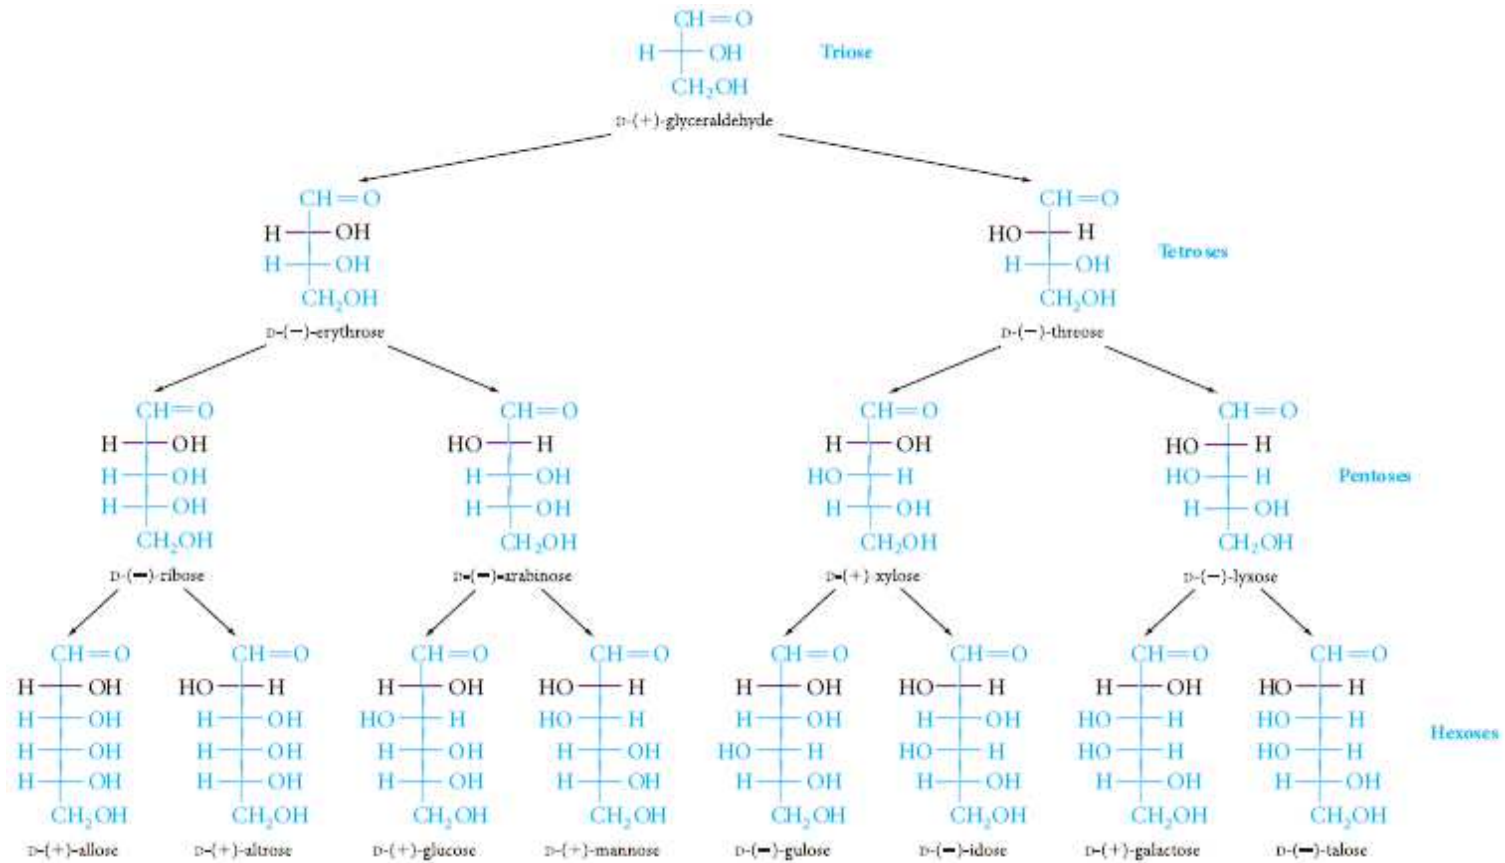 CH=O
H OH Triose
CH₂OH
D-(+)-glyceraldehyde
CH=O CH=O
H OH HO H
Tetroses
H OH H OH
CH₂OH CH₂OH
D-(−)-erythrose D-(−)-threose
CH=O CH=O CH=O CH=O
H OH HO H H OH HO H
H OH H OH HO H HO H Pentoses
H OH H OH H OH H OH
CH₂OH CH₂OH CH₂OH CH₂OH
D-(−)-ribose D-(−)-arabinose D-(+)-xylose D-(−)-lyxose
CH=O CH=O CH=O CH=O CH=O CH=O CH=O CH=O
H OH HO H H OH HO H H OH HO H H OH HO H
H OH H OH HO H HO H H OH H OH HO H HO H
Hexoses
H OH H OH H OH H OH HO H HO H HO H HO H
H OH H OH H OH H OH H OH H OH H OH H OH
CH₂OH CH₂OH CH₂OH CH₂OH CH₂OH CH₂OH CH₂OH CH₂OH
D-(+)-allose D-(+)-altrose D-(+)-glucose D-(+)-mannose D-(−)-gulose D-(−)-idose D-(+)-galactose D-(−)-talose